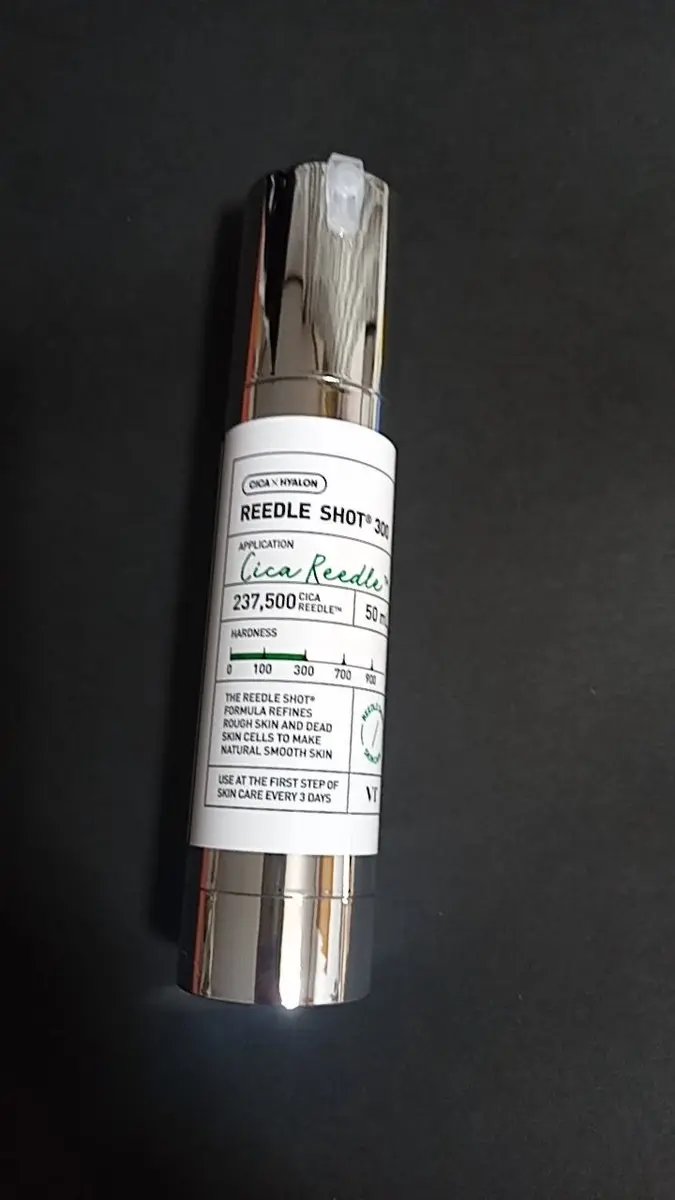 CICA × HYALON
REEDLE SHOT® 300
APPLICATION
Cica Reedle™
237,500 CICA REEDLE™
50 mL
HARDNESS
0 100 300 700 900
THE REEDLE SHOT®
FORMULA REFINES
ROUGH SKIN AND DEAD
SKIN CELLS TO MAKE
NATURAL SMOOTH SKIN
USE AT THE FIRST STEP OF
SKIN CARE EVERY 3 DAYS
VT